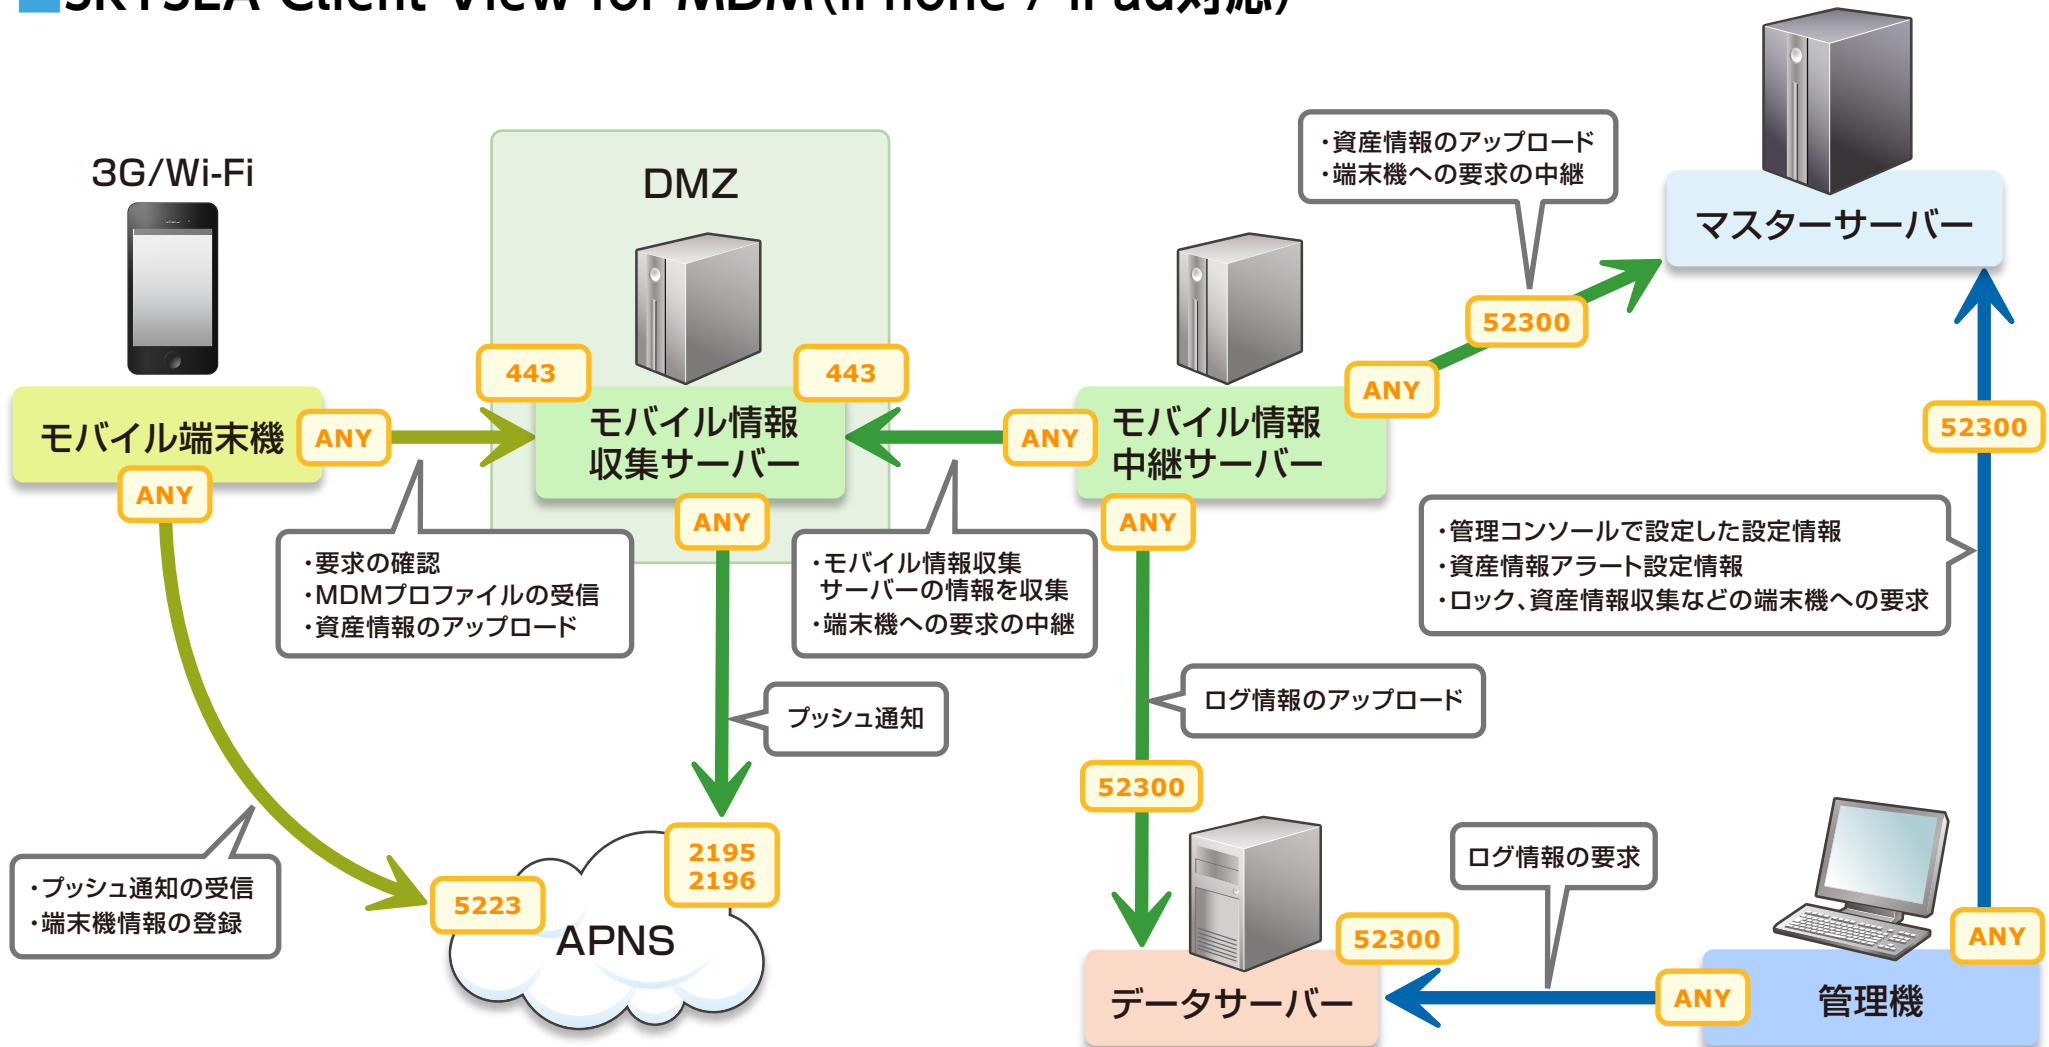 ■SKYSEA Client View for MDM(iPhone / iPad対応)
3G/Wi-Fi
DMZ
・資産情報のアップロード
・端末機への要求の中継
マスターサーバー
52300
443
443
ANY
モバイル端末機
ANY
モバイル情報
収集サーバー
ANY
モバイル情報
中継サーバー
52300
ANY
ANY
ANY
・要求の確認
・MDMプロファイルの受信
・資産情報のアップロード
・モバイル情報収集
サーバーの情報を収集
・端末機への要求の中継
・管理コンソールで設定した設定情報
・資産情報アラート設定情報
・ロック、資産情報収集などの端末機への要求
プッシュ通知
ログ情報のアップロード
52300
2195
2196
ログ情報の要求
・プッシュ通知の受信
・端末機情報の登録
5223
APNS
52300
ANY
データサーバー
ANY
管理機